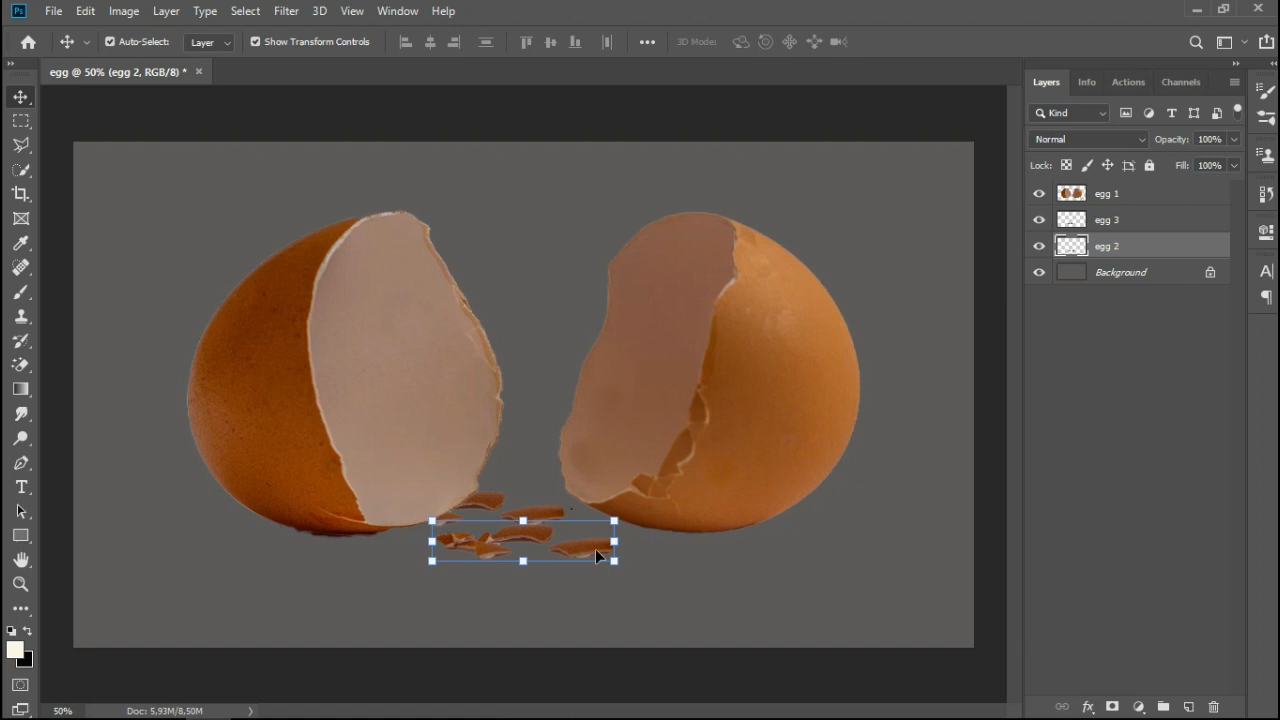 Ps File Edit Image Layer Type Select Filter 3D View Window Help
Auto-Select: Layer Show Transform Controls 3D Mode:
egg @ 50% (egg 2, RGB/8) *
Layers Info Actions Channels
Kind
Normal Opacity: 100%
Lock: Fill: 100%
egg 1
egg 3
egg 2
Background
50% Doc: 5,93M/8,50M